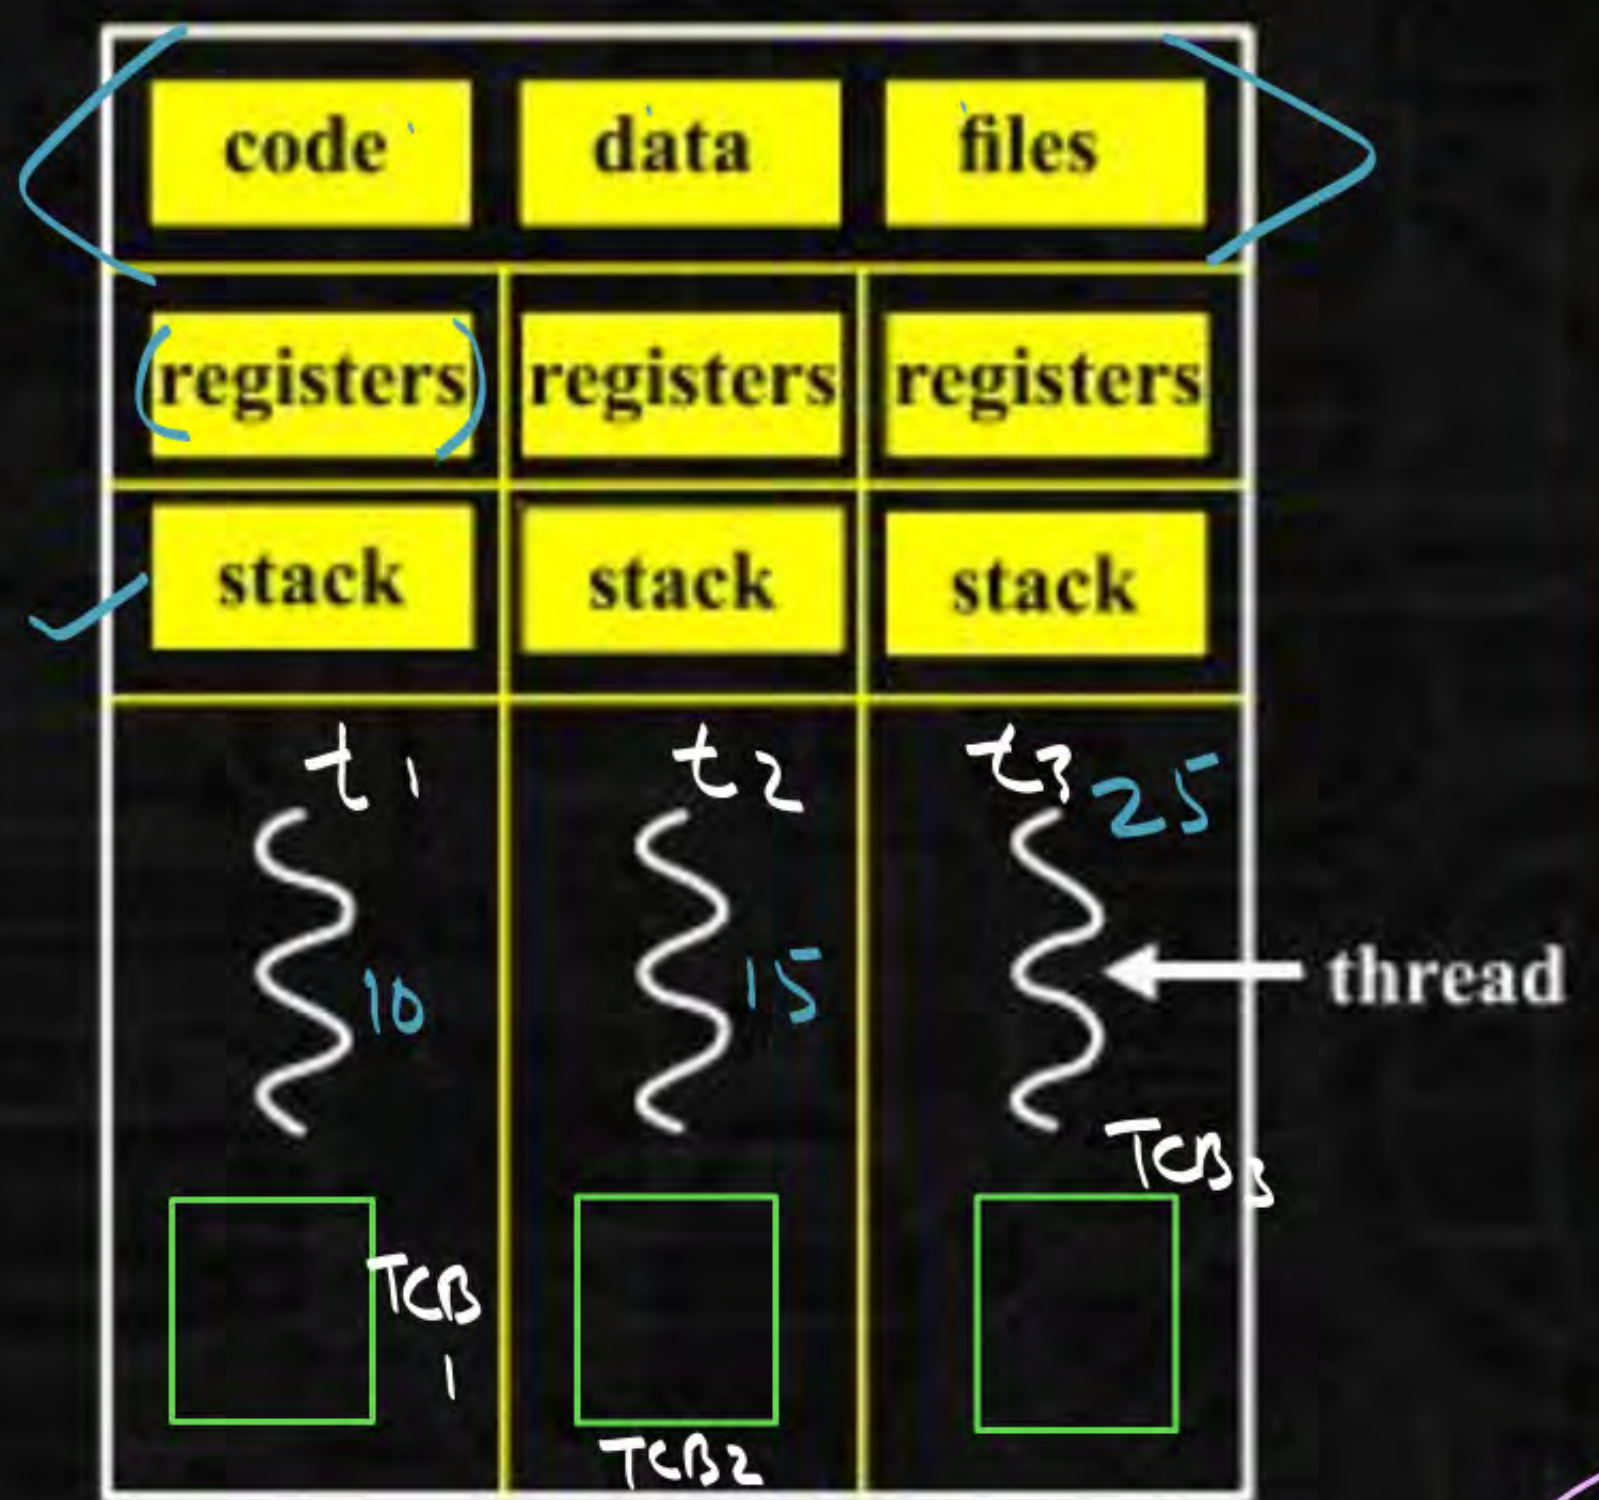 code data files
registers registers registers
stack stack stack
t1 t2 t3 25
10 15 thread
TCB3
TCB
1
TCB2